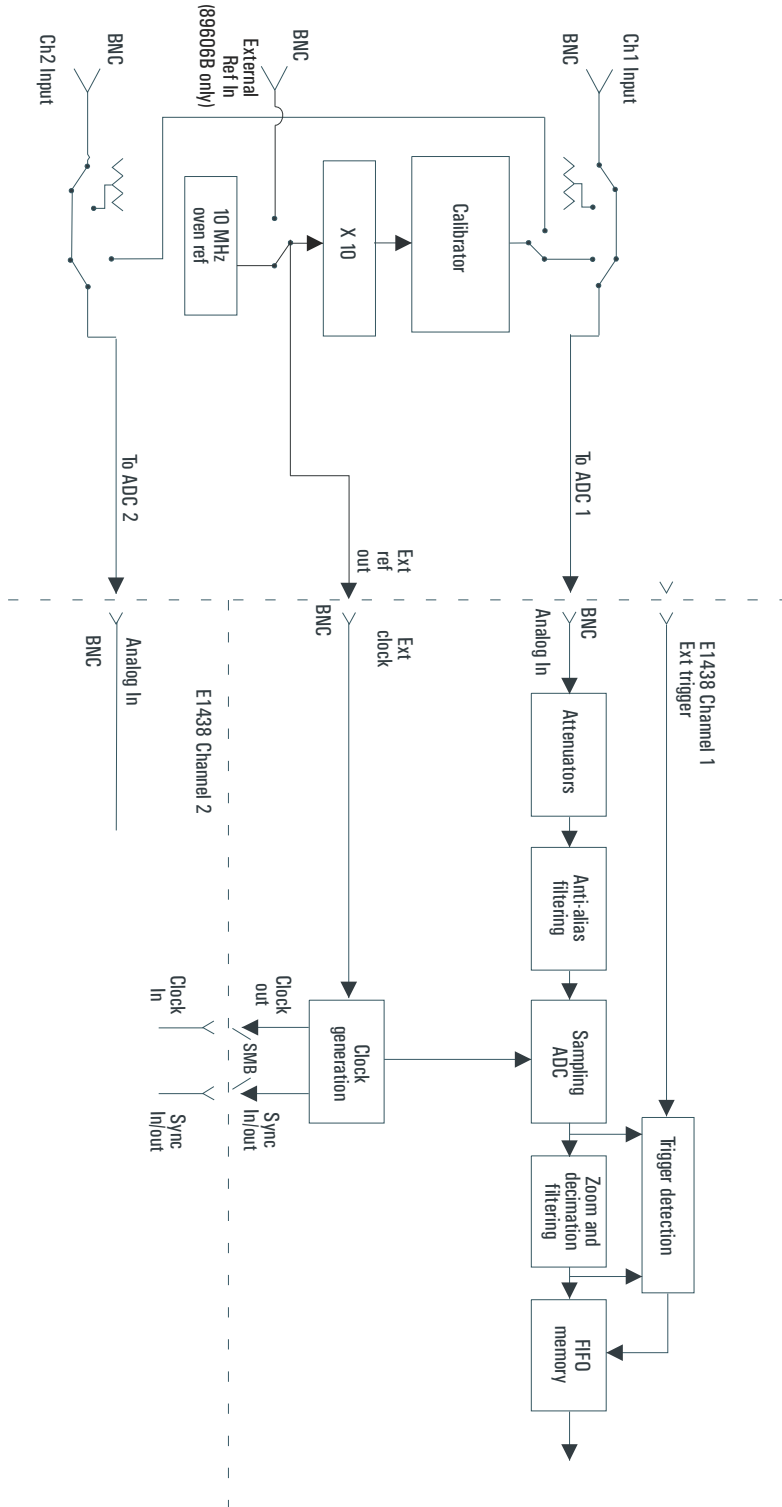 E1438 Channel 1
Ext trigger
Trigger detection
Ch1 Input
BNC
To ADC 1
BNC
Analog In
Attenuators
Anti-alias
filtering
Sampling
ADC
Zoom and
decimation
filtering
FIFO
memory
Calibrator
X 10
BNC
External
Ref In
(89606B only)
10 MHz
oven ref
Ext
ref
out
Ext
clock
BNC
Clock
generation
Clock
out
SMB
Sync
In/out
Clock
In
Sync
In/out
E1438 Channel 2
BNC
Ch2 Input
To ADC 2
Analog In
BNC